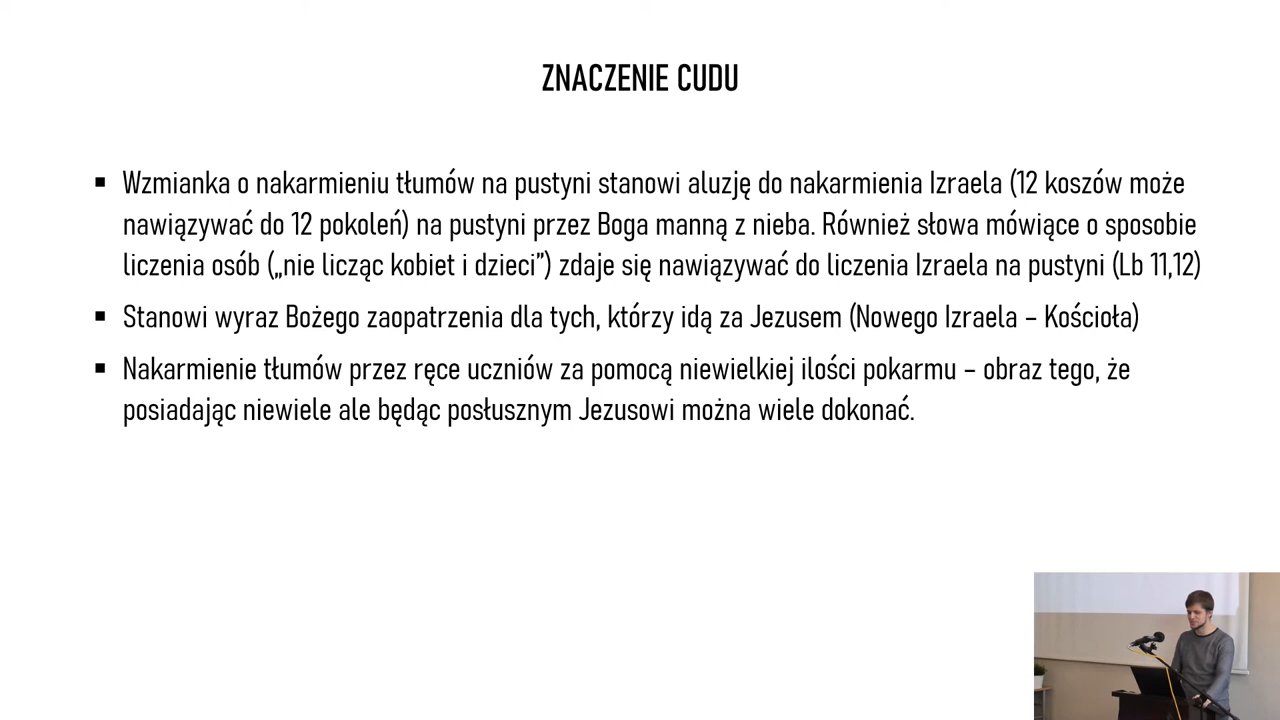 ZNACZENIE CUDU
▪ Wzmianka o nakarmieniu tłumów na pustyni stanowi aluzję do nakarmienia Izraela (12 koszów może
nawiązywać do 12 pokoleń) na pustyni przez Boga manną z nieba. Również słowa mówiące o sposobie
liczenia osób („nie licząc kobiet i dzieci”) zdaje się nawiązywać do liczenia Izraela na pustyni (Lb 11,12)
▪ Stanowi wyraz Bożego zaopatrzenia dla tych, którzy idą za Jezusem (Nowego Izraela – Kościoła)
▪ Nakarmienie tłumów przez ręce uczniów za pomocą niewielkiej ilości pokarmu – obraz tego, że
posiadając niewiele ale będąc posłusznym Jezusowi można wiele dokonać.